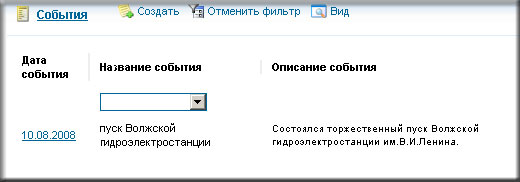 События Создать Отменить фильтр Вид
Дата события Название события Описание события
10.08.2008 пуск Волжской гидроэлектростанции Состоялся торжественный пуск Волжской гидроэлектростанции им.В.И.Ленина.